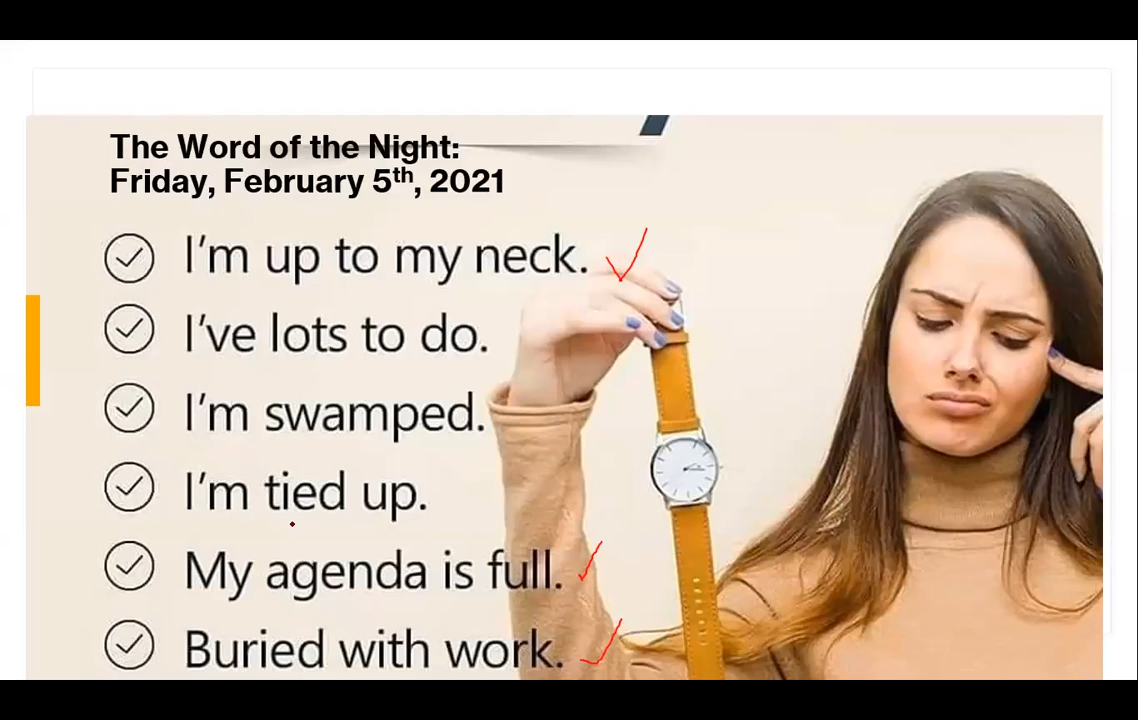 The Word of the Night:
Friday, February 5th, 2021
I'm up to my neck.
I've lots to do.
I'm swamped.
I'm tied up.
My agenda is full.
Buried with work.